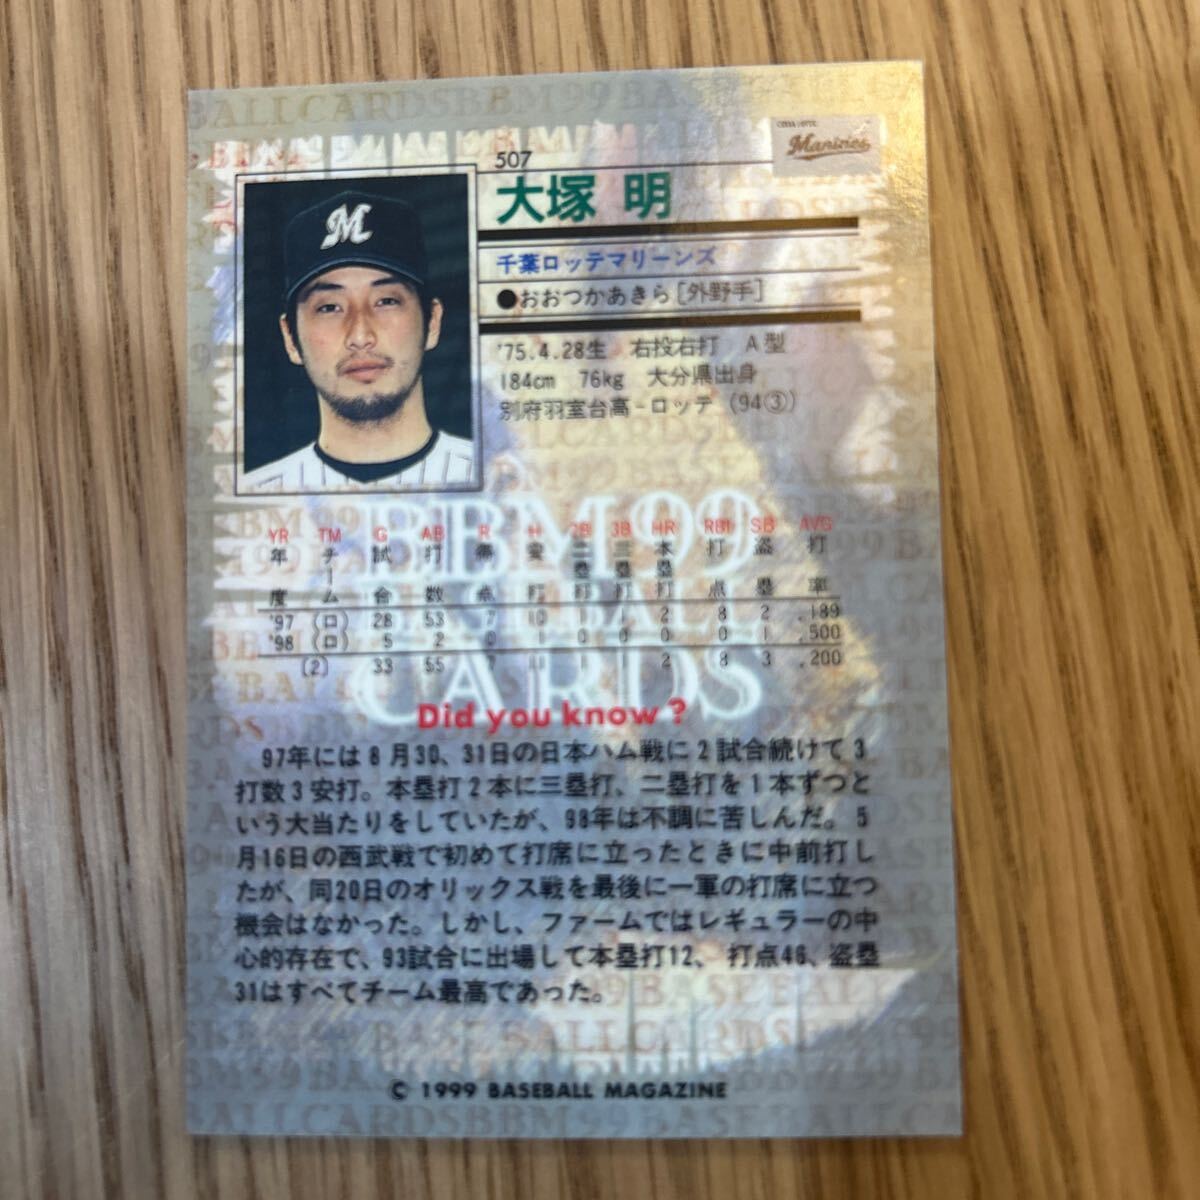 507
大塚 明
Marines
千葉ロッテマリーンズ
●おおつかあきら［外野手］
'75.4.28生 右投右打 A型
184cm 76kg 大分県出身
別府羽室台高-ロッテ (94③)
M
BBM 99
BASEBALL
CARDS
YR TM G AB R H 2B 3B HR RBI SB AVG
年度 チーム 試合 打数 得点 安打 二塁打 三塁打 本塁打 打点 盗塁 打率
'97 (ロ) 28 53 7 10 1 1 2 8 2 .189
'98 (ロ) 5 2 0 1 0 0 0 0 1 .500
(2) 33 55 7 11 1 1 2 8 3 .200
Did you know?
97年には8月30、31日の日本ハム戦に2試合続けて3
打数3安打。本塁打2本に三塁打、二塁打を1本ずつと
いう大当たりをしていたが、98年は不調に苦しんだ。5
月16日の西武戦で初めて打席に立ったときに中前打し
たが、同20日のオリックス戦を最後に一軍の打席に立つ
機会はなかった。しかし、ファームではレギュラーの中
心的存在で、93試合に出場して本塁打12、打点46、盗塁
31はすべてチーム最高であった。
© 1999 BASEBALL MAGAZINE